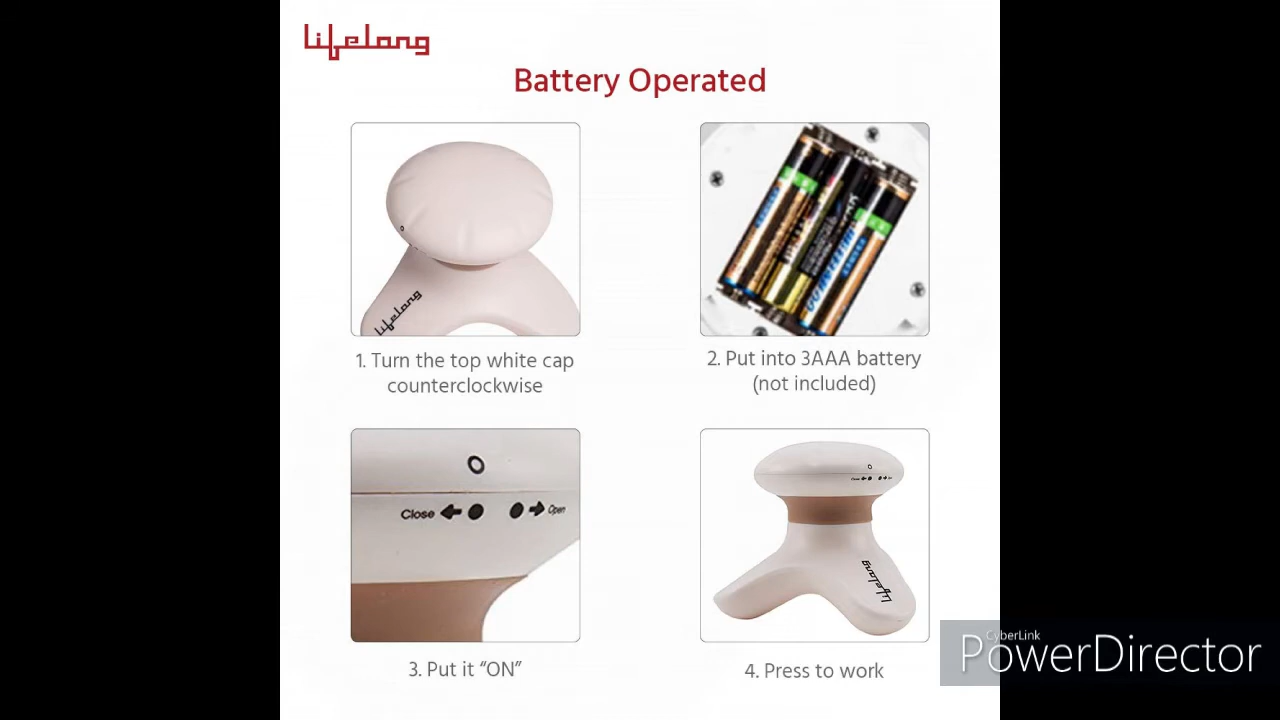 Lifelong
Battery Operated
Lifelong
1. Turn the top white cap
counterclockwise
2. Put into 3AAA battery
(not included)
Close
Open
3. Put it “ON”
Close
Lifelong
4. Press to work
CyberLink
PowerDirector